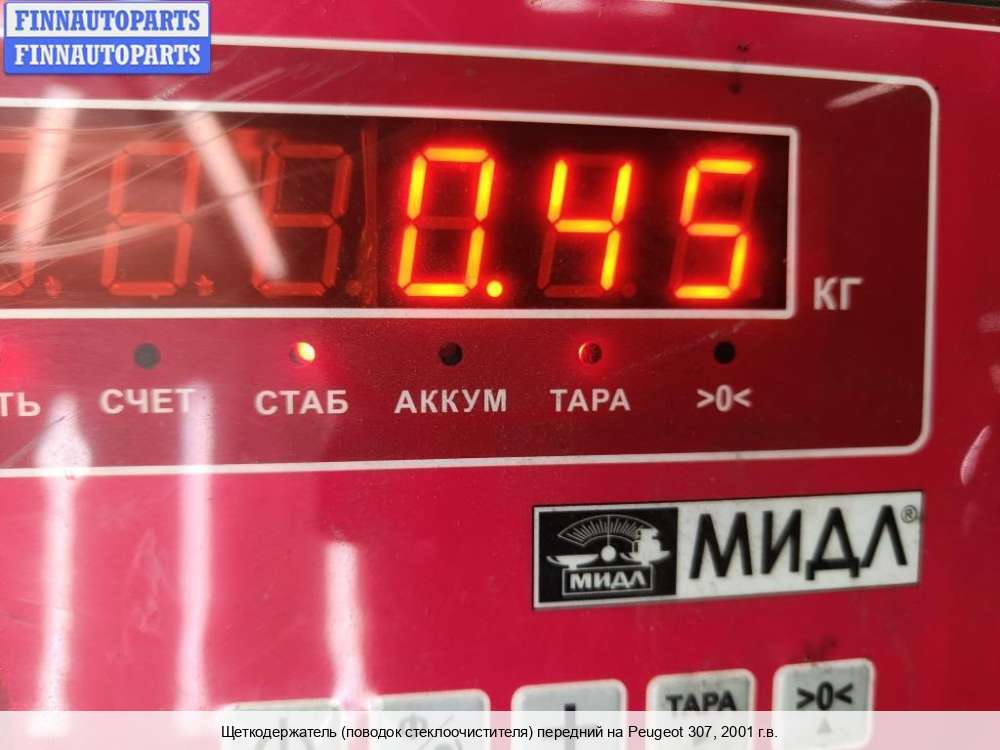 FINNAUTOPARTS
FINNAUTOPARTS
0.45
КГ
ТЬ СЧЕТ СТАБ АККУМ ТАРА >0<
МИДЛ МИДЛ®
ТАРА >0<
Щеткодержатель (поводок стеклоочистителя) передний на Peugeot 307, 2001 г.в.